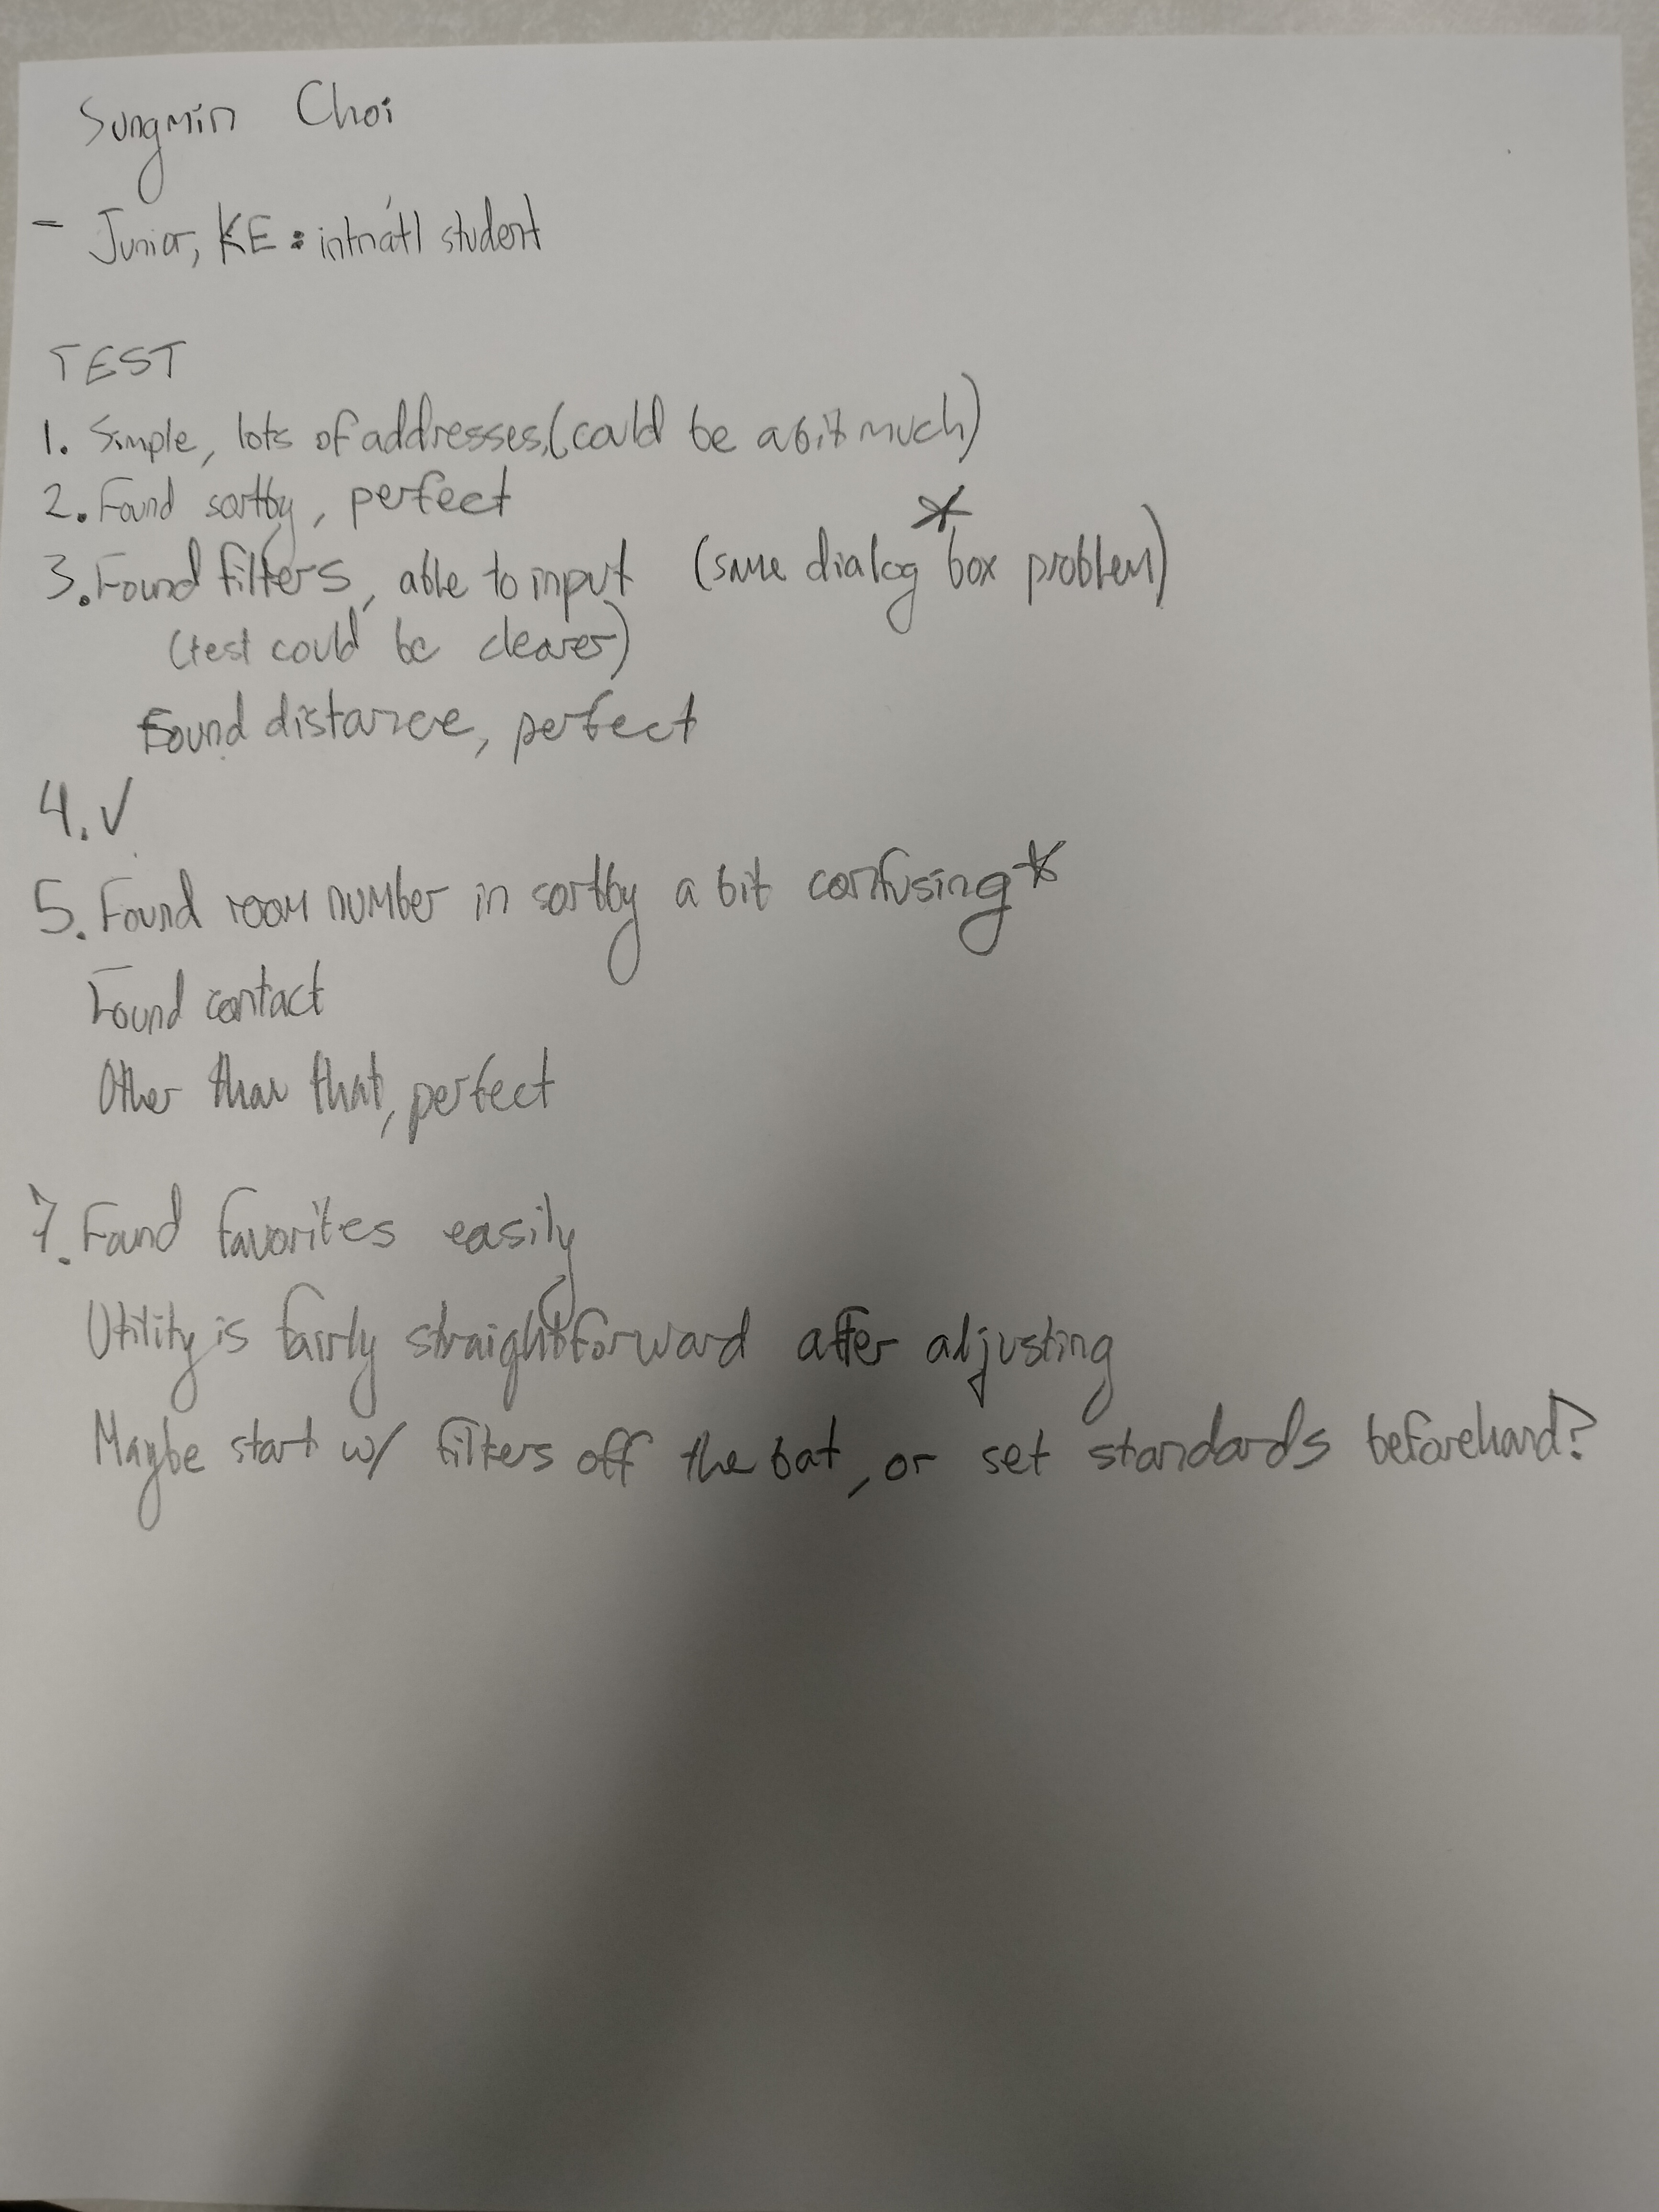 Sungmin Choi
- Junior, KE: intnat'l student
TEST
1. Simple, lots of addresses, (could be a bit much)
2. Found sortby, perfect
3. Found filters, able to input (same dialog* box problem)
(test could be clearer)
Found distance, perfect
4. ✓
5. Found room number in sortby a bit confusing*
Found contact
Other than that, perfect
7. Found favorites easily
Utility is fairly straightforward after adjusting
Maybe start w/ filters off the bat, or set standards beforehand?